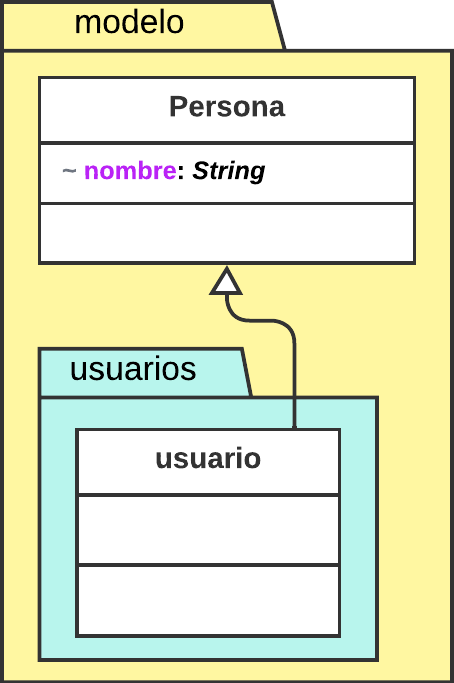 modelo
Persona
~ nombre: String
usuarios
usuario